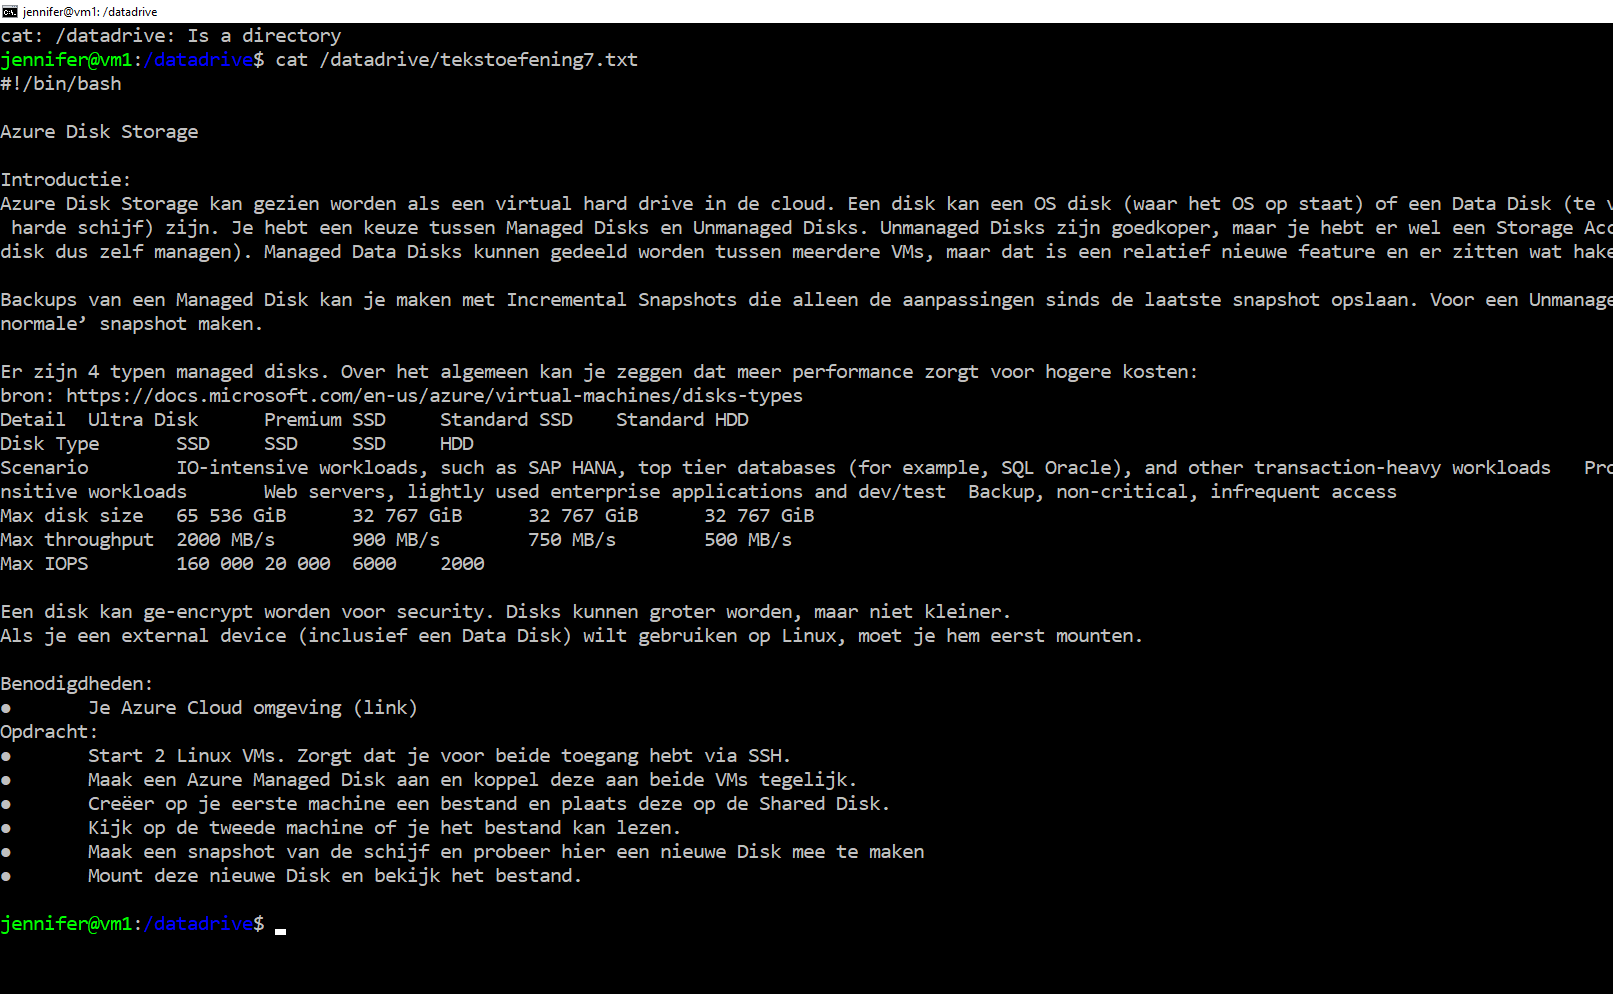 jennifer@vm1: /datadrive
cat: /datadrive: Is a directory
jennifer@vm1:/datadrive$ cat /datadrive/tekstoefening7.txt
#!/bin/bash
Azure Disk Storage
Introductie:
Azure Disk Storage kan gezien worden als een virtual hard drive in de cloud. Een disk kan een OS disk (waar het OS op staat) of een Data Disk (te
harde schijf) zijn. Je hebt een keuze tussen Managed Disks en Unmanaged Disks. Unmanaged Disks zijn goedkoper, maar je hebt er wel een Storage Acc
disk dus zelf managen). Managed Data Disks kunnen gedeeld worden tussen meerdere VMs, maar dat is een relatief nieuwe feature en er zitten wat hake
Backups van een Managed Disk kan je maken met Incremental Snapshots die alleen de aanpassingen sinds de laatste snapshot opslaan. Voor een Unmanage
normale’ snapshot maken.
Er zijn 4 typen managed disks. Over het algemeen kan je zeggen dat meer performance zorgt voor hogere kosten:
bron: https://docs.microsoft.com/en-us/azure/virtual-machines/disks-types
Detail  Ultra Disk      Premium SSD     Standard SSD    Standard HDD
Disk Type       SSD     SSD     SSD     HDD
Scenario        IO-intensive workloads, such as SAP HANA, top tier databases (for example, SQL Oracle), and other transaction-heavy workloads   Pro
nsitive workloads       Web servers, lightly used enterprise applications and dev/test  Backup, non-critical, infrequent access
Max disk size   65 536 GiB      32 767 GiB      32 767 GiB      32 767 GiB
Max throughput  2000 MB/s       900 MB/s        750 MB/s        500 MB/s
Max IOPS        160 000 20 000  6000    2000
Een disk kan ge-encrypt worden voor security. Disks kunnen groter worden, maar niet kleiner.
Als je een external device (inclusief een Data Disk) wilt gebruiken op Linux, moet je hem eerst mounten.
Benodigdheden:
●       Je Azure Cloud omgeving (link)
Opdracht:
●       Start 2 Linux VMs. Zorgt dat je voor beide toegang hebt via SSH.
●       Maak een Azure Managed Disk aan en koppel deze aan beide VMs tegelijk.
●       Creëer op je eerste machine een bestand en plaats deze op de Shared Disk.
●       Kijk op de tweede machine of je het bestand kan lezen.
●       Maak een snapshot van de schijf en probeer hier een nieuwe Disk mee te maken
●       Mount deze nieuwe Disk en bekijk het bestand.
jennifer@vm1:/datadrive$